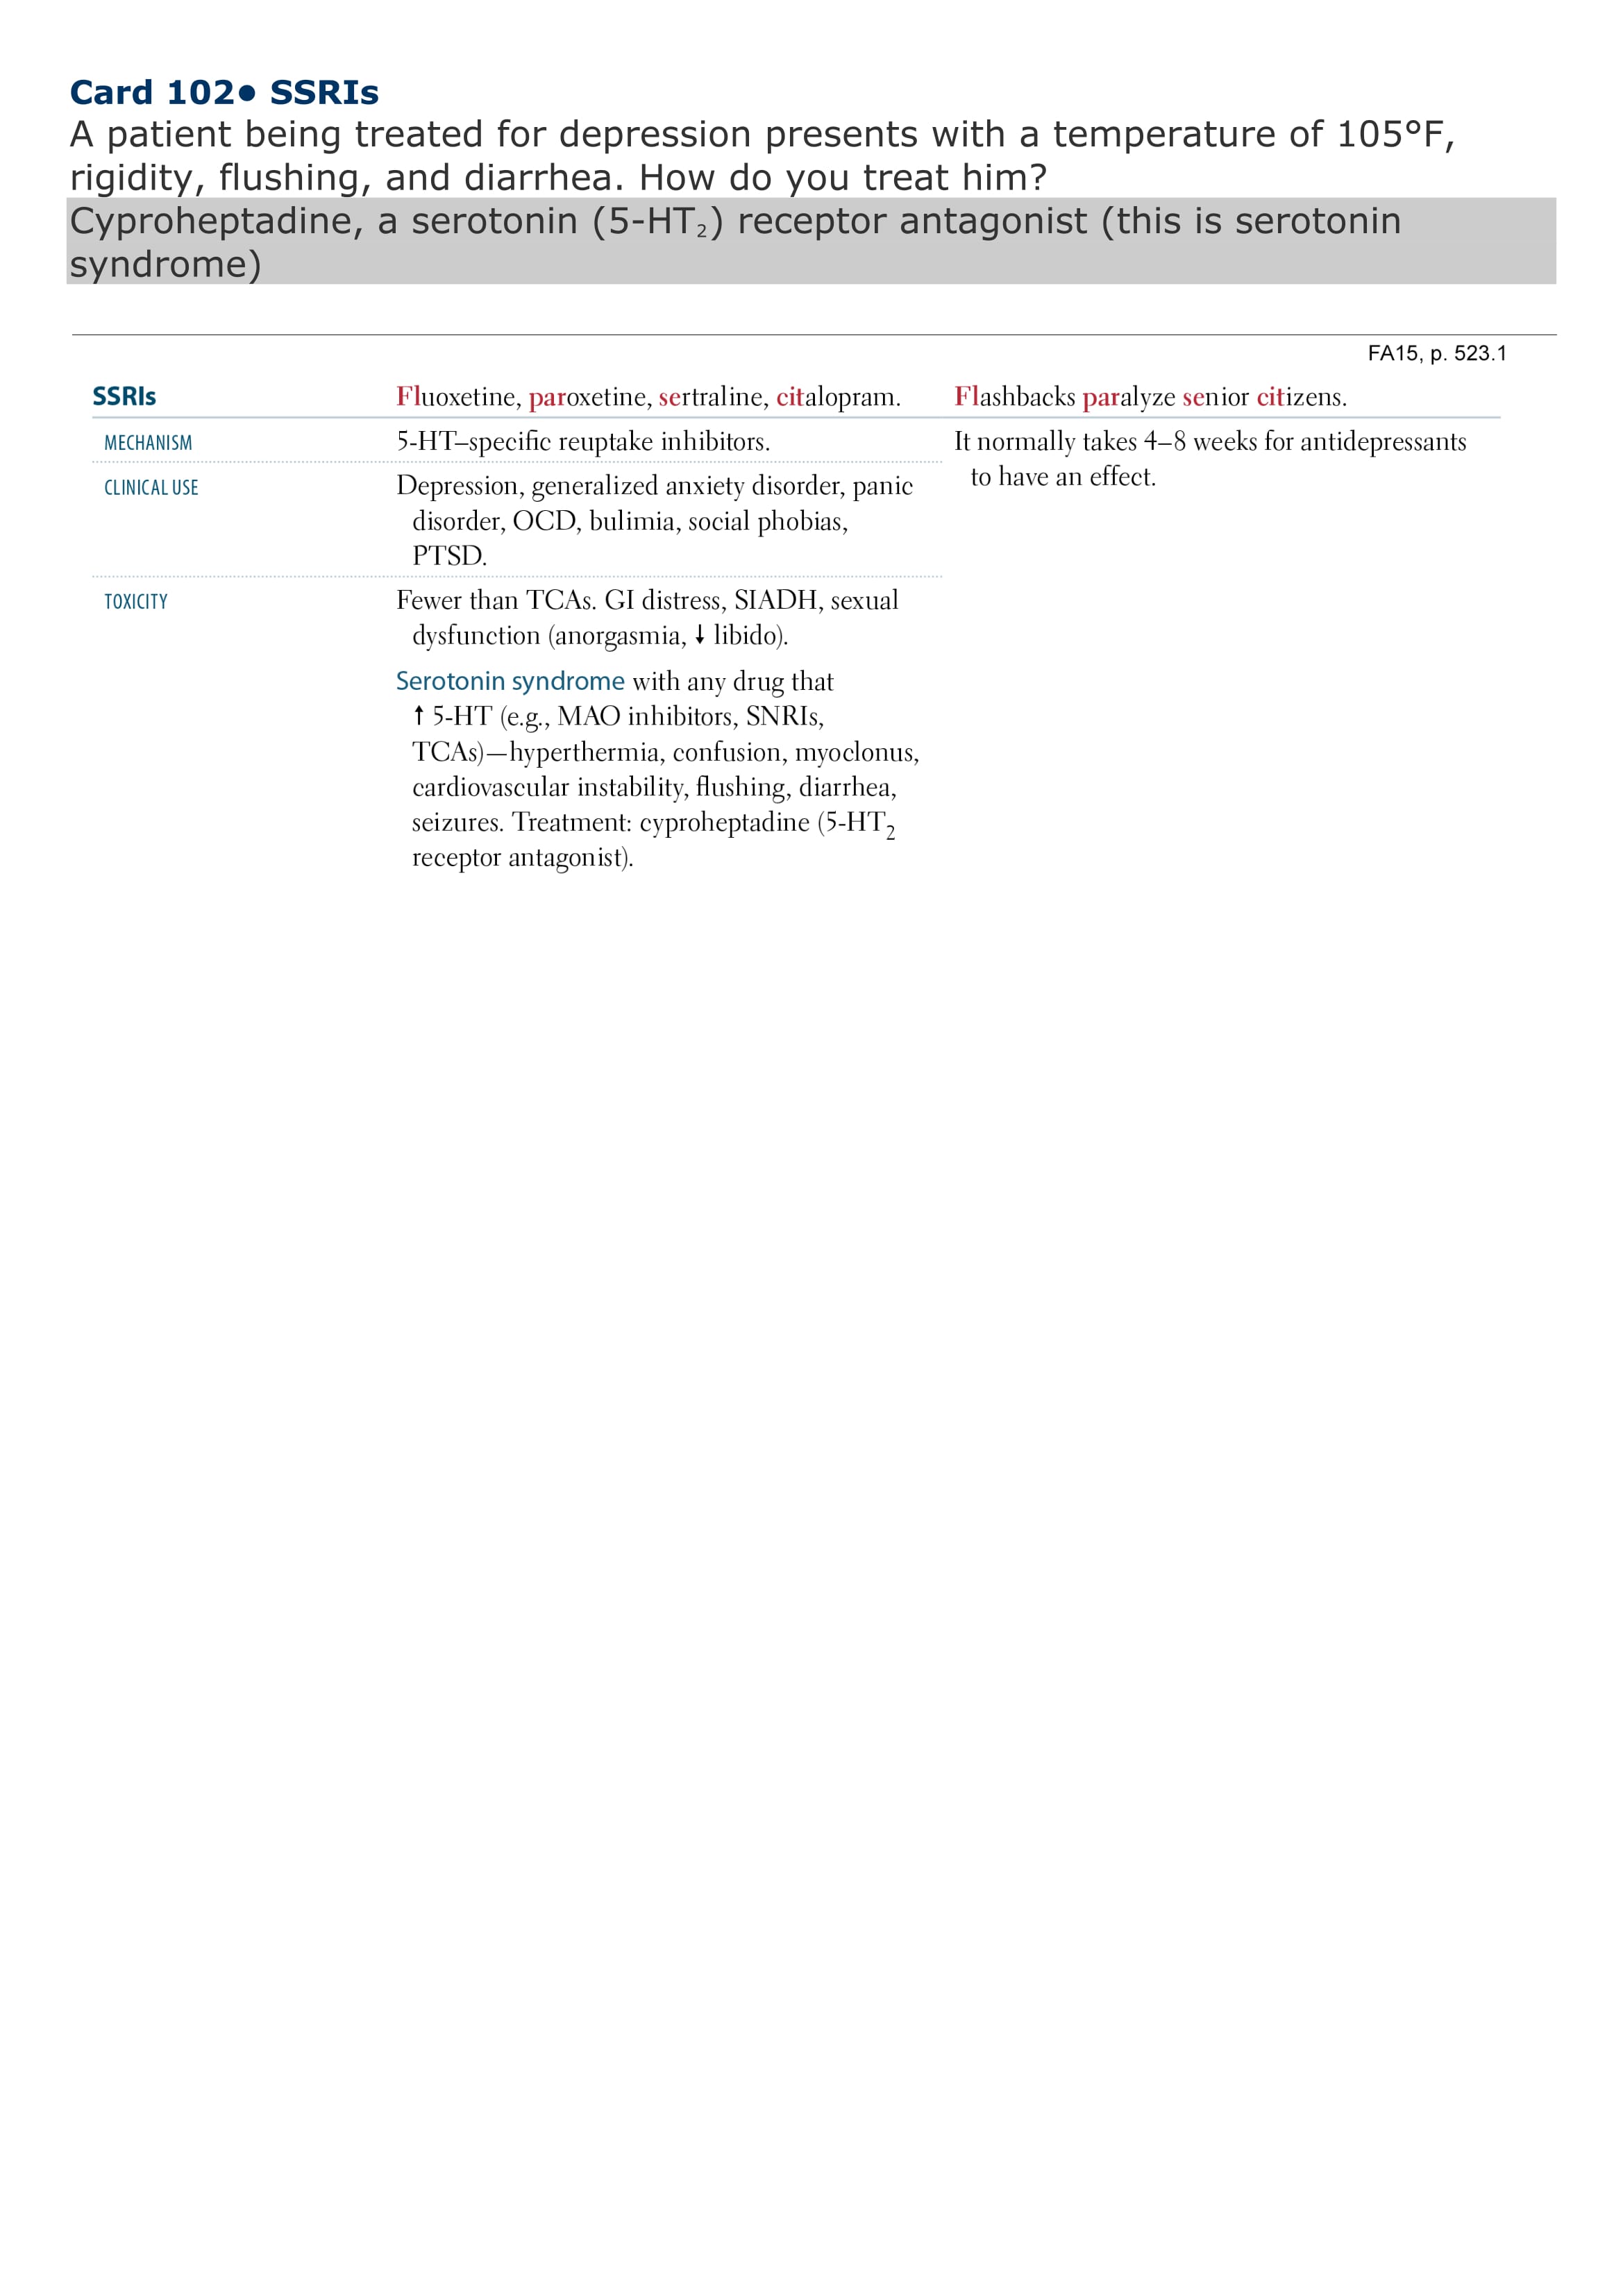 Card 102● SSRIs
A patient being treated for depression presents with a temperature of 105°F,
rigidity, flushing, and diarrhea. How do you treat him?
Cyproheptadine, a serotonin (5-HT₂) receptor antagonist (this is serotonin
syndrome)
FA15, p. 523.1
SSRIs
Fluoxetine, paroxetine, sertraline, citalopram.
Flashbacks paralyze senior citizens.
MECHANISM
5-HT–specific reuptake inhibitors.
It normally takes 4–8 weeks for antidepressants
to have an effect.
CLINICAL USE
Depression, generalized anxiety disorder, panic
disorder, OCD, bulimia, social phobias,
PTSD.
TOXICITY
Fewer than TCAs. GI distress, SIADH, sexual
dysfunction (anorgasmia, ↓ libido).
Serotonin syndrome with any drug that
↑ 5-HT (e.g., MAO inhibitors, SNRIs,
TCAs)—hyperthermia, confusion, myoclonus,
cardiovascular instability, flushing, diarrhea,
seizures. Treatment: cyproheptadine (5-HT₂
receptor antagonist).